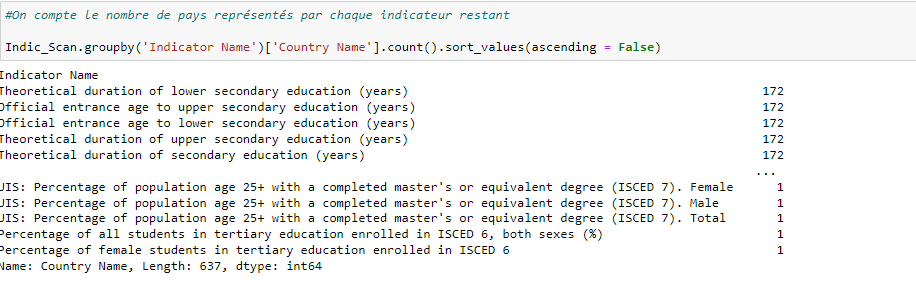 #On compte le nombre de pays représentés par chaque indicateur restant
Indic_Scan.groupby('Indicator Name')['Country Name'].count().sort_values(ascending = False)
Indicator Name
Theoretical duration of lower secondary education (years) 172
Official entrance age to upper secondary education (years) 172
Official entrance age to lower secondary education (years) 172
Theoretical duration of upper secondary education (years) 172
Theoretical duration of secondary education (years) 172
...
UIS: Percentage of population age 25+ with a completed master's or equivalent degree (ISCED 7). Female 1
UIS: Percentage of population age 25+ with a completed master's or equivalent degree (ISCED 7). Male 1
UIS: Percentage of population age 25+ with a completed master's or equivalent degree (ISCED 7). Total 1
Percentage of all students in tertiary education enrolled in ISCED 6, both sexes (%) 1
Percentage of female students in tertiary education enrolled in ISCED 6 1
Name: Country Name, Length: 637, dtype: int64